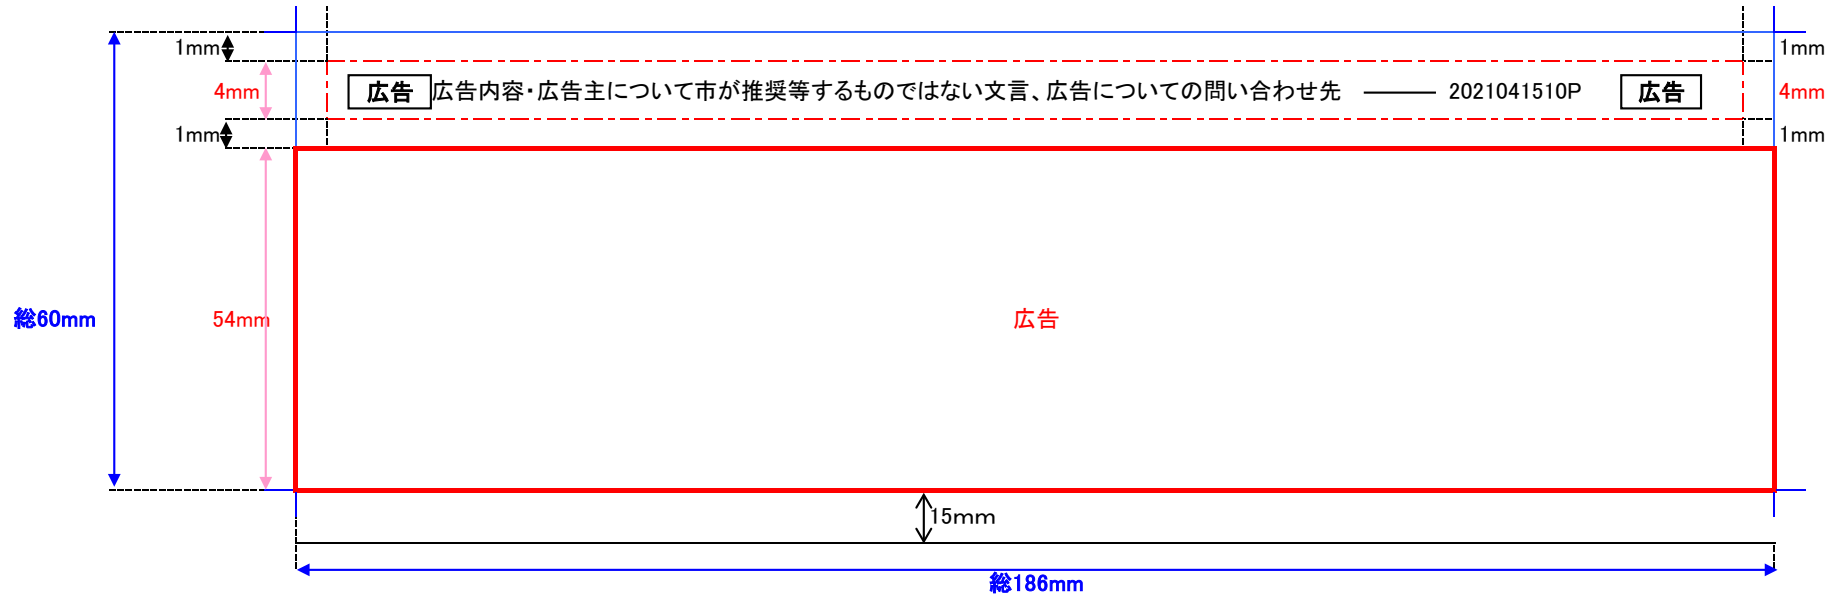 1mm 1mm
4mm 広告 広告内容・広告主について市が推奨等するものではない文言、広告についての問い合わせ先 ―― 2021041510P 広告 4mm
1mm 1mm
総60mm 54mm 広告
15mm
総186mm